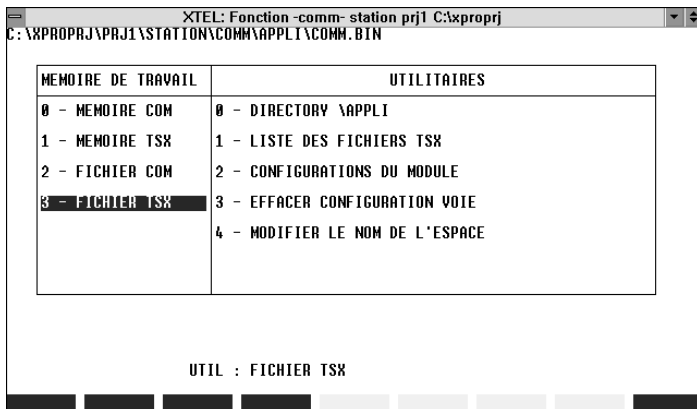 XTEL: Fonction -comm- station prj1 C:\xproprj
C:\XPROPRJ\PRJ1\STATION\COMM\APPLI\COMM.BIN
MEMOIRE DE TRAVAIL UTILITAIRES
0 - MEMOIRE COM 0 - DIRECTORY \APPLI
1 - MEMOIRE TSX 1 - LISTE DES FICHIERS TSX
2 - FICHIER COM 2 - CONFIGURATIONS DU MODULE
3 - FICHIER TSX 3 - EFFACER CONFIGURATION VOIE
4 - MODIFIER LE NOM DE L'ESPACE
UTIL : FICHIER TSX